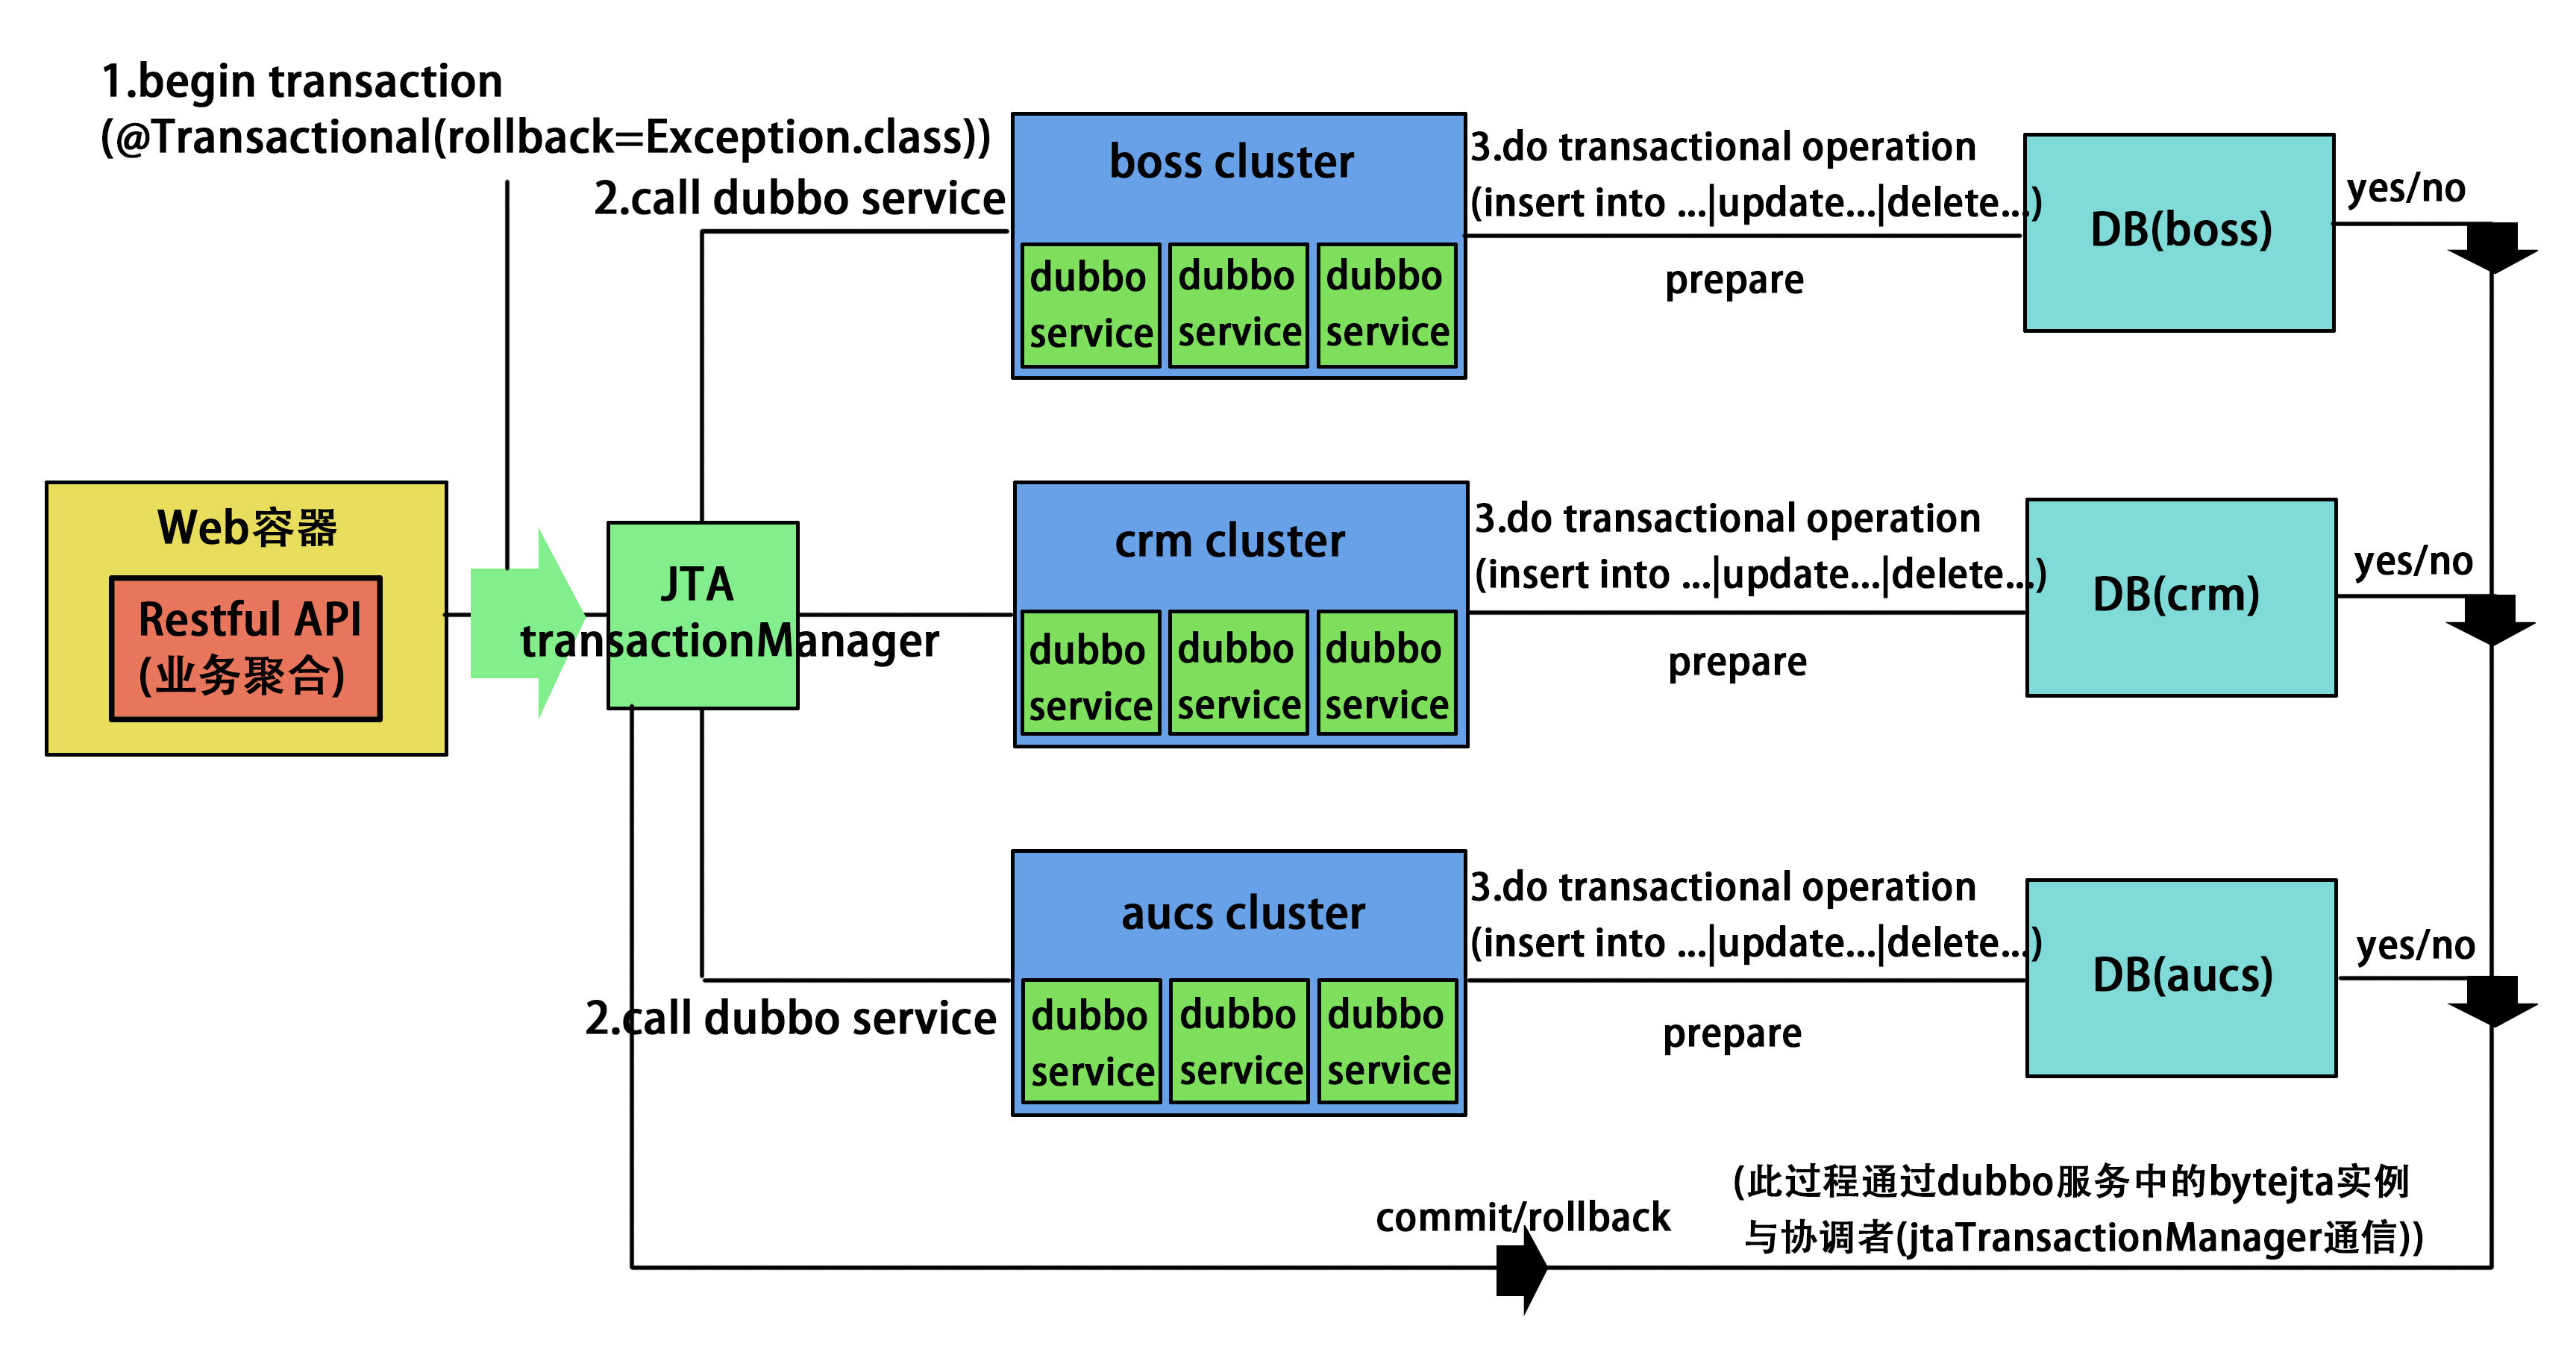 1.begin transaction
(@Transactional(rollback=Exception.class))
2.call dubbo service
boss cluster
dubbo
service
dubbo
service
dubbo
service
3.do transactional operation
(insert into ...|update...|delete...)
prepare
DB(boss)
yes/no
Web容器
Restful API
(业务聚合)
JTA
transactionManager
crm cluster
dubbo
service
dubbo
service
dubbo
service
3.do transactional operation
(insert into ...|update...|delete...)
prepare
DB(crm)
yes/no
2.call dubbo service
aucs cluster
dubbo
service
dubbo
service
dubbo
service
3.do transactional operation
(insert into ...|update...|delete...)
prepare
DB(aucs)
yes/no
commit/rollback
(此过程通过dubbo服务中的bytejta实例
与协调者(jtaTransactionManager通信))